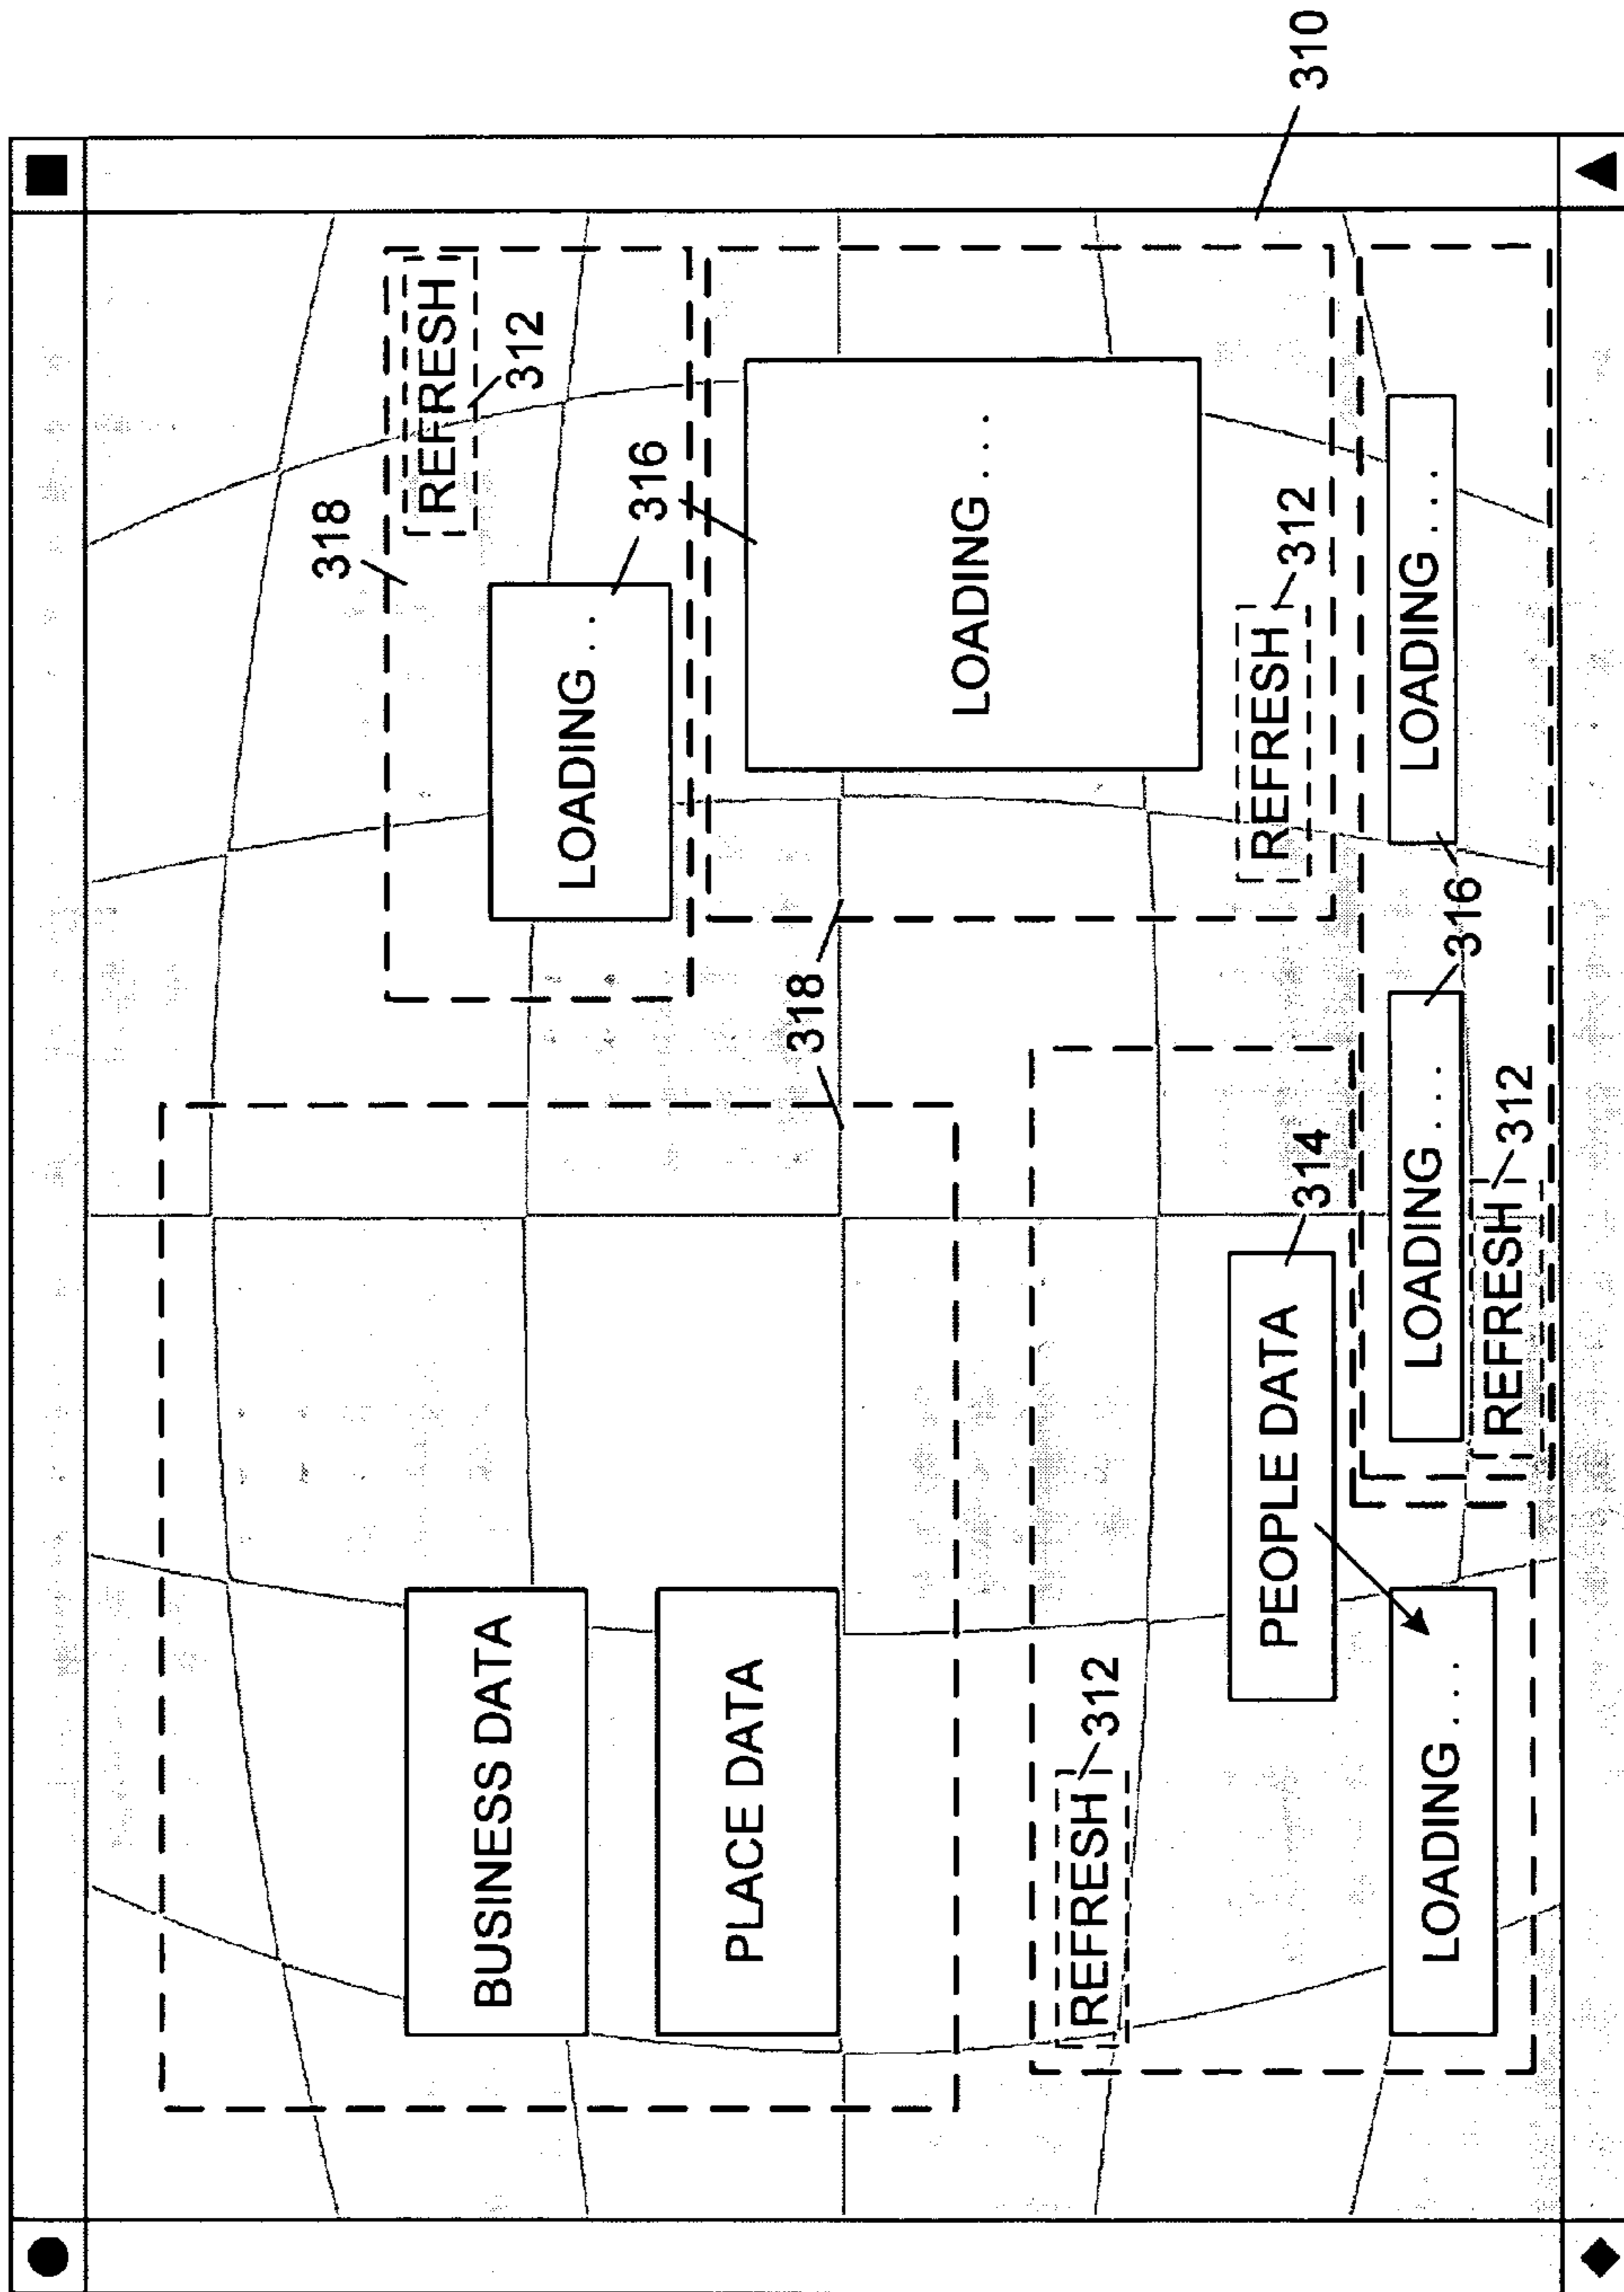 318
REFRESH
312
BUSINESS DATA
LOADING . . .
316
PLACE DATA
318
LOADING . . .
REFRESH 312
REFRESH 312
PEOPLE DATA
314
310
LOADING . . . .
LOADING . . . .
316
LOADING . . .
REFRESH 312